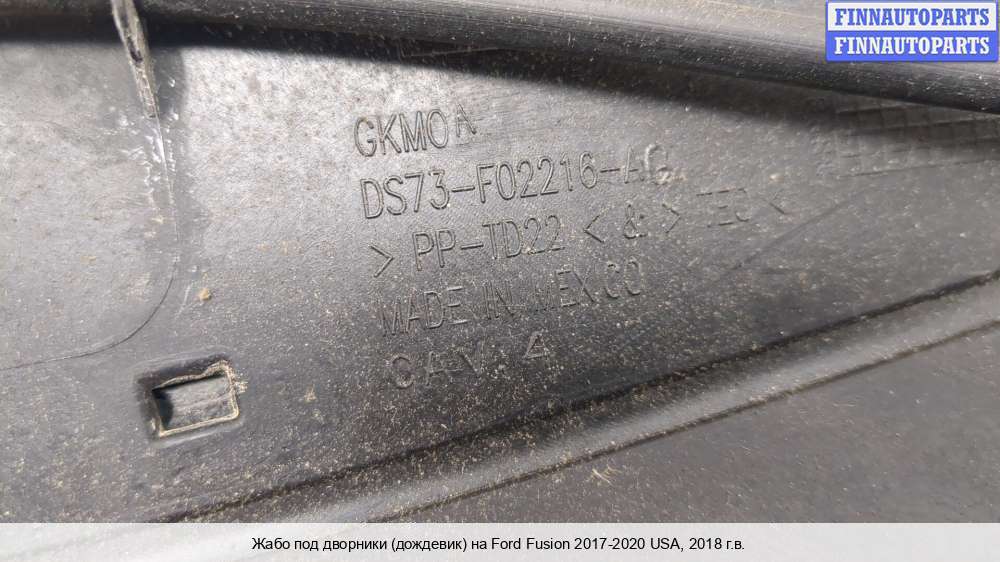 FINNAUTOPARTS
FINNAUTOPARTS
GKMOA
DS73-F02216-AG
> PP-TD22 < & > TEO <
MADE IN MEXICO
CAV 4
Жабо под дворники (дождевик) на Ford Fusion 2017-2020 USA, 2018 г.в.